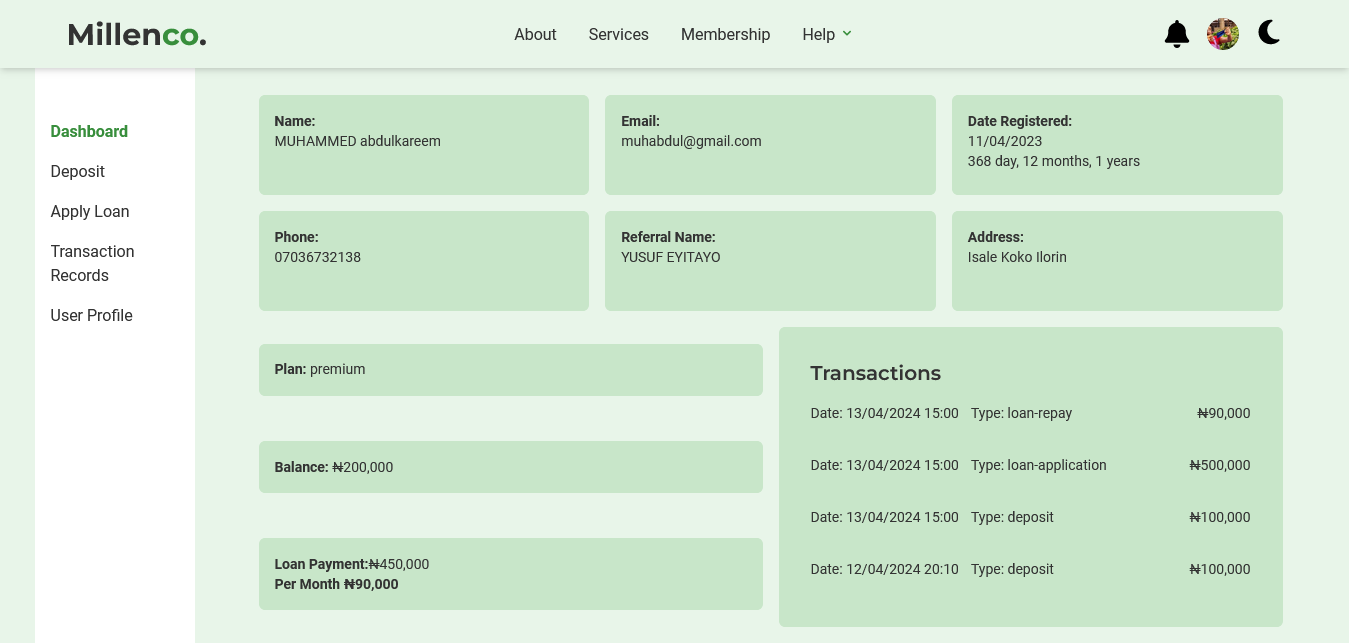 Millenco.
About Services Membership Help
Dashboard
Deposit
Apply Loan
Transaction
Records
User Profile
Name:
MUHAMMED abdulkareem
Email:
muhabdul@gmail.com
Date Registered:
11/04/2023
368 day, 12 months, 1 years
Phone:
07036732138
Referral Name:
YUSUF EYITAYO
Address:
Isale Koko Ilorin
Plan: premium
Balance: ₦200,000
Loan Payment:₦450,000
Per Month ₦90,000
Transactions
Date: 13/04/2024 15:00 Type: loan-repay ₦90,000
Date: 13/04/2024 15:00 Type: loan-application ₦500,000
Date: 13/04/2024 15:00 Type: deposit ₦100,000
Date: 12/04/2024 20:10 Type: deposit ₦100,000